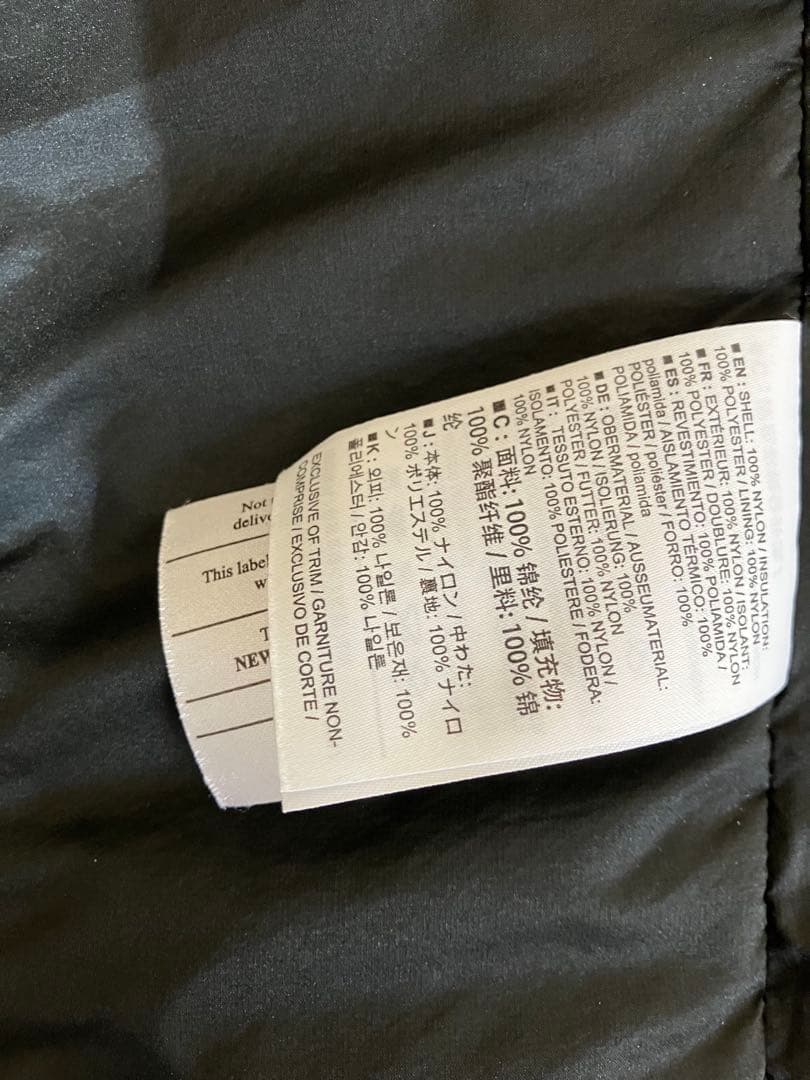 ■ EN : SHELL: 100% NYLON / INSULATION:
100% POLYESTER / LINING: 100% NYLON
■ FR : EXTÉRIEUR: 100% NYLON / ISOLANT:
100% POLYESTER / DOUBLURE: 100% NYLON
■ ES : REVESTIMIENTO: 100% POLIAMIDA /
poliamida / AISLAMIENTO TÉRMICO: 100%
POLIÉSTER / poliéster / FORRO: 100%
POLIAMIDA / poliamida
■ DE : OBERMATERIAL / AUSSEUMATERIAL:
100% NYLON / ISOLIERUNG: 100%
POLYESTER / FUTTER: 100% NYLON
■ IT : TESSUTO ESTERNO: 100% NYLON /
ISOLAMENTO: 100% POLIESTERE / FODERA:
100% NYLON
■C : 面料: 100% 锦纶 / 填充物:
100% 聚酯纤维 / 里料: 100% 锦
纶
■J : 本体: 100% ナイロン / 中わた:
100% ポリエステル / 裏地: 100% ナイロ
ン
■K : 외피: 100% 나일론 / 보온재: 100%
폴리에스터 / 안감: 100% 나일론
EXCLUSIVE OF TRIM / GARNITURE NON-
COMPRISE / EXCLUSIVO DE CORTE /
Not
This label
NEW